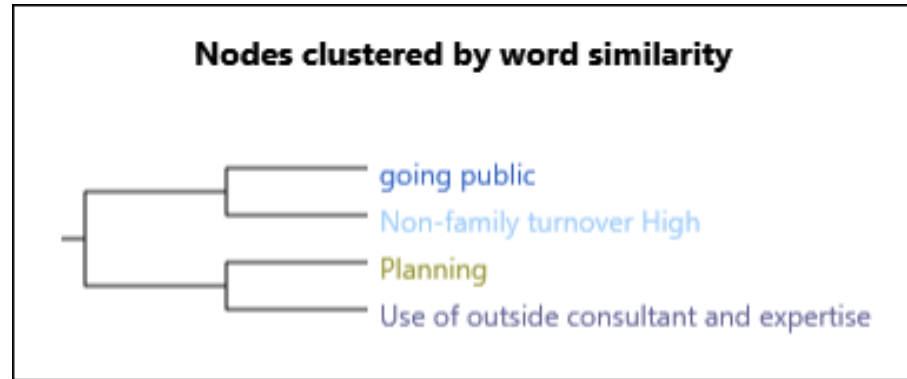 Nodes clustered by word similarity
going public
Non-family turnover High
Planning
Use of outside consultant and expertise